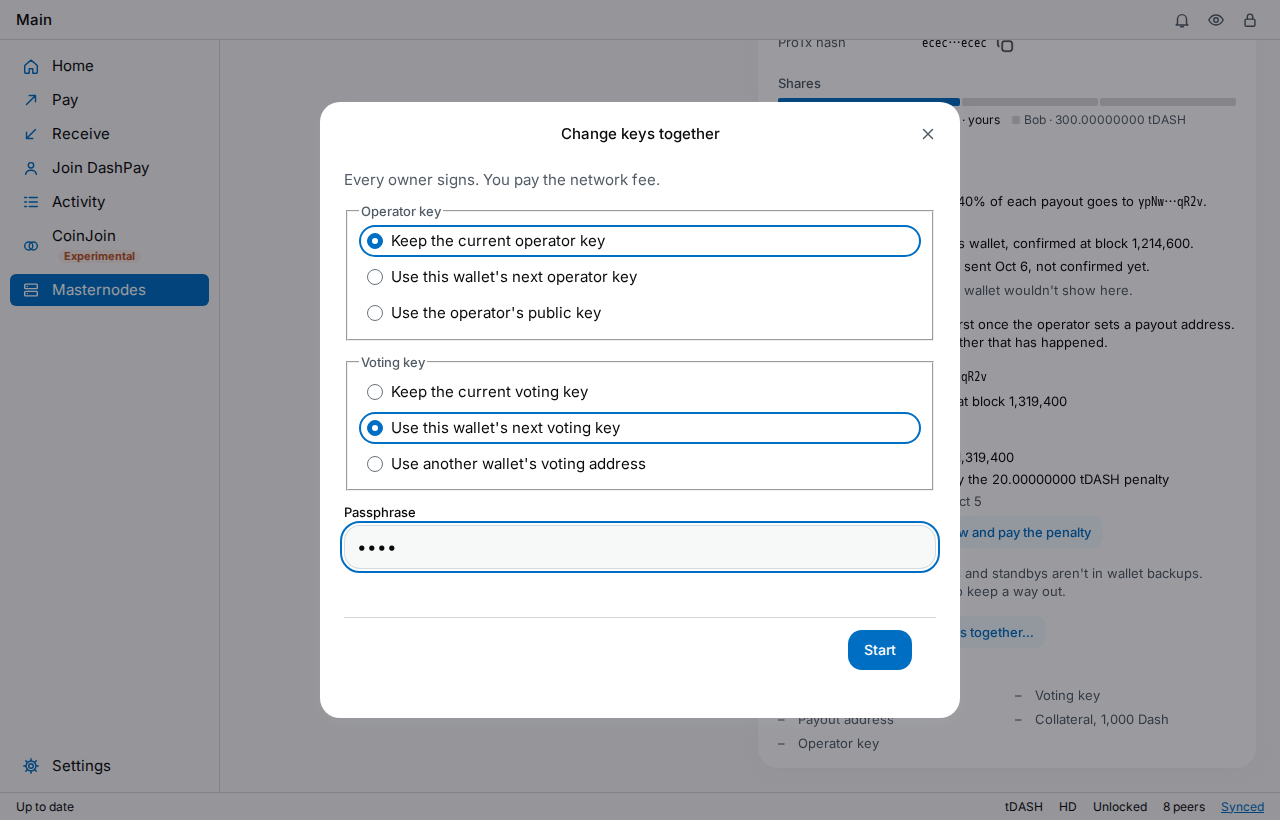 Main
Home
Pay
Receive
Join DashPay
Activity
CoinJoin
Experimental
Masternodes
Settings
ProTx hash ecec…ecec
Shares
· yours Bob · 300.00000000 tDASH
40% of each payout goes to ypNw…qR2v.
wallet, confirmed at block 1,214,600.
sent Oct 6, not confirmed yet.
wallet wouldn't show here.
once the operator sets a payout address.
that has happened.
qR2v
at block 1,319,400
,319,400
the 20.00000000 tDASH penalty
5
and pay the penalty
and standbys aren't in wallet backups.
keep a way out.
together...
Change keys together
Every owner signs. You pay the network fee.
Operator key
Keep the current operator key
Use this wallet's next operator key
Use the operator's public key
Voting key
Keep the current voting key
Use this wallet's next voting key
Use another wallet's voting address
Passphrase
••••
Start
– Voting key
– Payout address – Collateral, 1,000 Dash
– Operator key
Up to date tDASH HD Unlocked 8 peers Synced